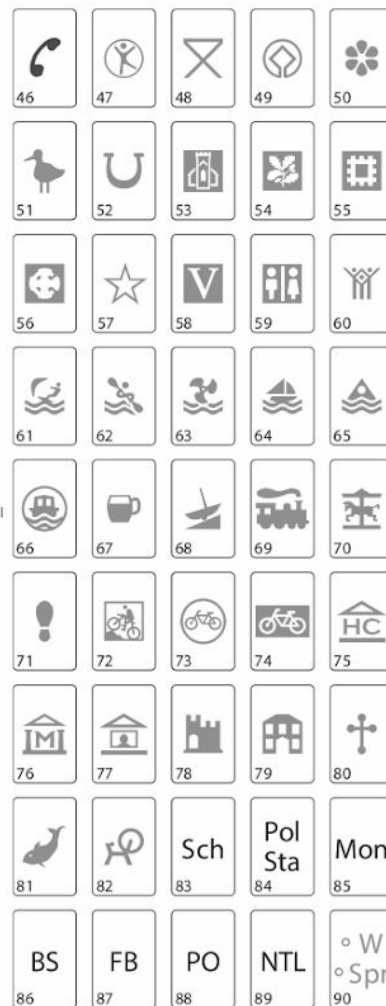 46 47 48 49 50
51 52 53 54 55
V
56 57 58 59 60
61 62 63 64 65
66 67 68 69 70
HC
71 72 73 74 75
M
76 77 78 79 80
Sch Pol Sta Mon
81 82 83 84 85
BS FB PO NTL W
Spr
86 87 88 89 90